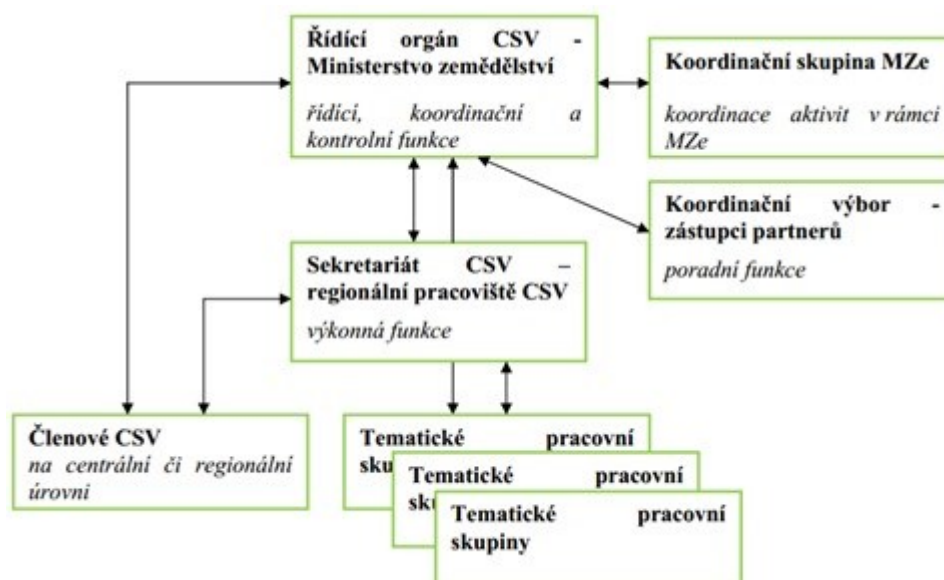 Řídící orgán CSV -
Ministerstvo zemědělství
řídící, koordinační a
kontrolní funkce
Koordinační skupina MZe
koordinace aktivit v rámci
MZe
Koordinační výbor -
zástupci partnerů
poradní funkce
Sekretariát CSV –
regionální pracoviště CSV
výkonná funkce
Členové CSV
na centrální či regionální
úrovni
Tematické pracovní
Tematické pracovní
Tematické pracovní
skupiny